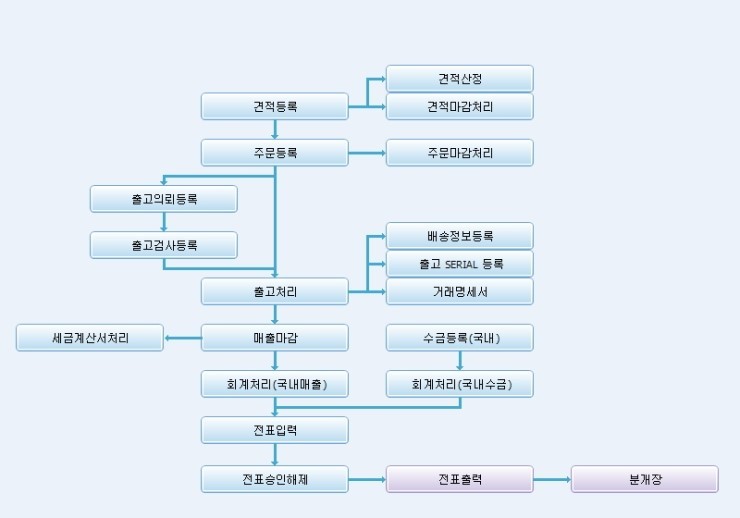 견적산정
견적등록
견적마감처리
주문등록
주문마감처리
출고의뢰등록
출고검사등록
배송정보등록
출고 SERIAL 등록
출고처리
거래명세서
세금계산서처리
매출마감
수금등록(국내)
회계처리(국내매출)
회계처리(국내수금)
전표입력
전표승인해제
전표출력
분개장